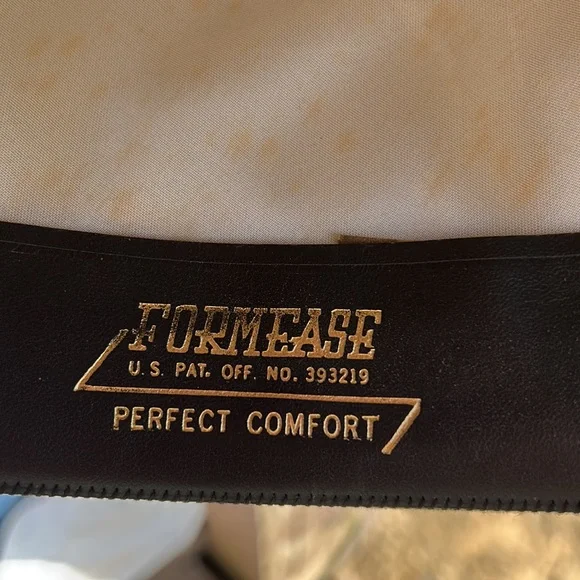 FORMEASE
U.S. PAT. OFF. NO. 393219
PERFECT COMFORT